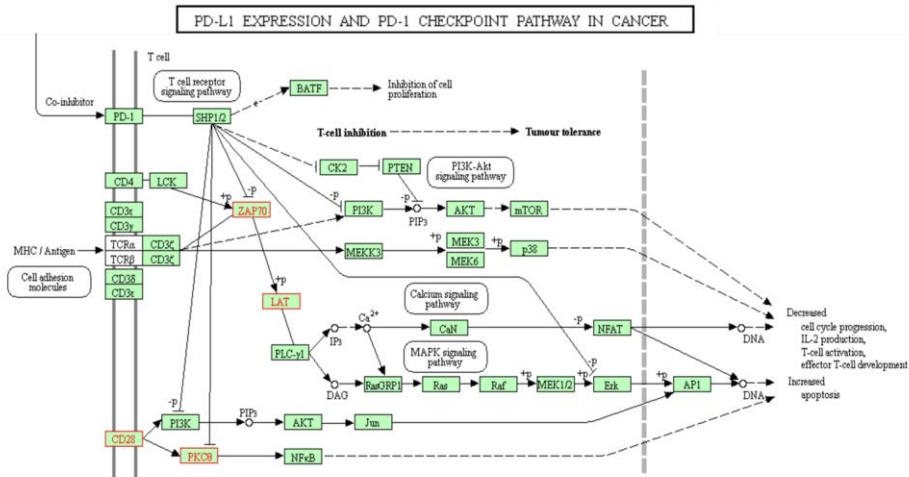 PD-L1 EXPRESSION AND PD-1 CHECKPOINT PATHWAY IN CANCER
T cell
T cell receptor
signaling pathway
BATF
Inhibition of cell
proliferation
Co-inhibitor
PD-1
SHP1/2
e
T-cell inhibition
Tumour tolerance
CK2
PTEN
PI3K-Akt
signaling pathway
CD4
LCK
+p
-p
ZAP70
-p
PI3K
-p
PIP3
AKT
mTOR
CD3ε
CD3γ
MHC / Antigen
TCRα
CD3ζ
TCRβ
CD3ζ
MEKK3
+p
MEK3
MEK6
+p
p38
Cell adhesion
molecules
CD3δ
CD3ε
+p
LAT
Calcium signaling
pathway
Decreased
cell cycle progression,
IL-2 production,
T-cell activation,
effector T-cell development
Ca2+
IP3
CaN
-p
NFAT
DNA
PLC-γ1
MAPK signaling
pathway
-p
Increased
apoptosis
DAG
RasGRP1
Ras
Raf
+p
MEK1/2
+p
Erk
+p
AP1
DNA
-p
PI3K
PIP3
AKT
Jun
CD28
PKCθ
NFκB